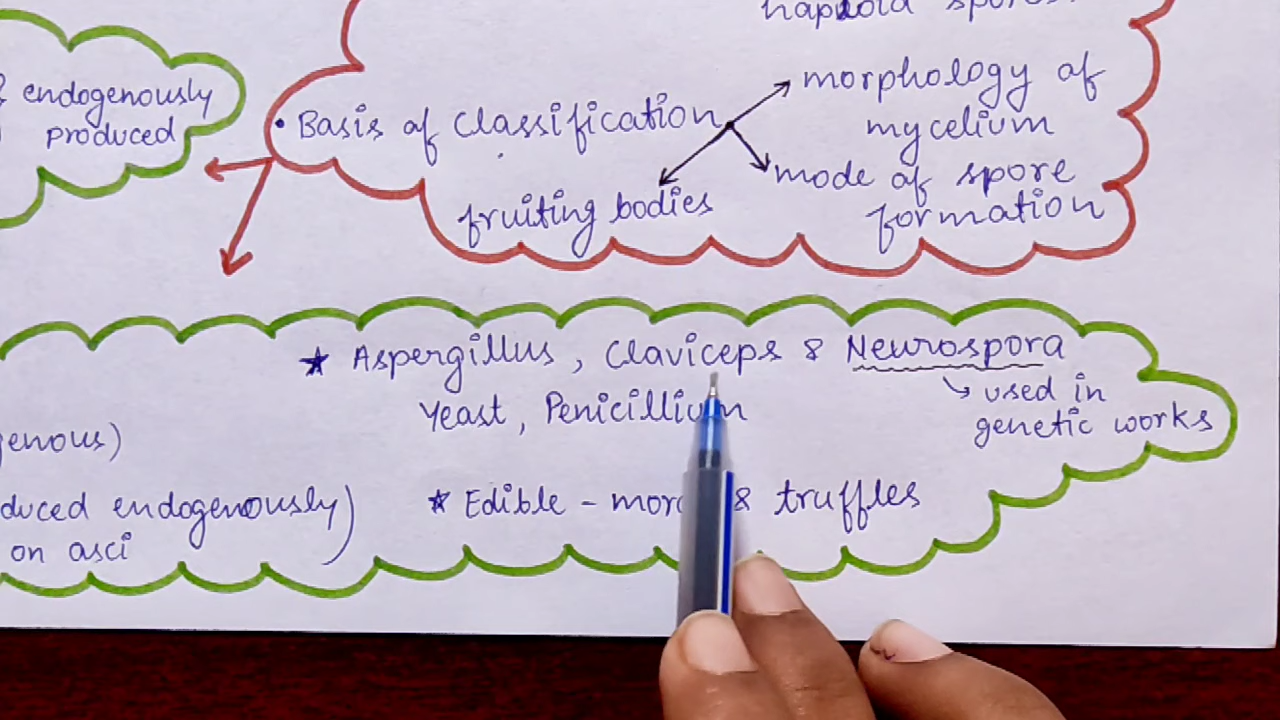 haploid spores.
& endogenously
produced
• Basis of classification
morphology of
mycelium
mode of spore
formation
fruiting bodies
★ Aspergillus, Claviceps & Neurospora
Yeast, Penicillium
↳ used in
genetic works
genous)
duced endogenously)
on asci
★ Edible - & truffles